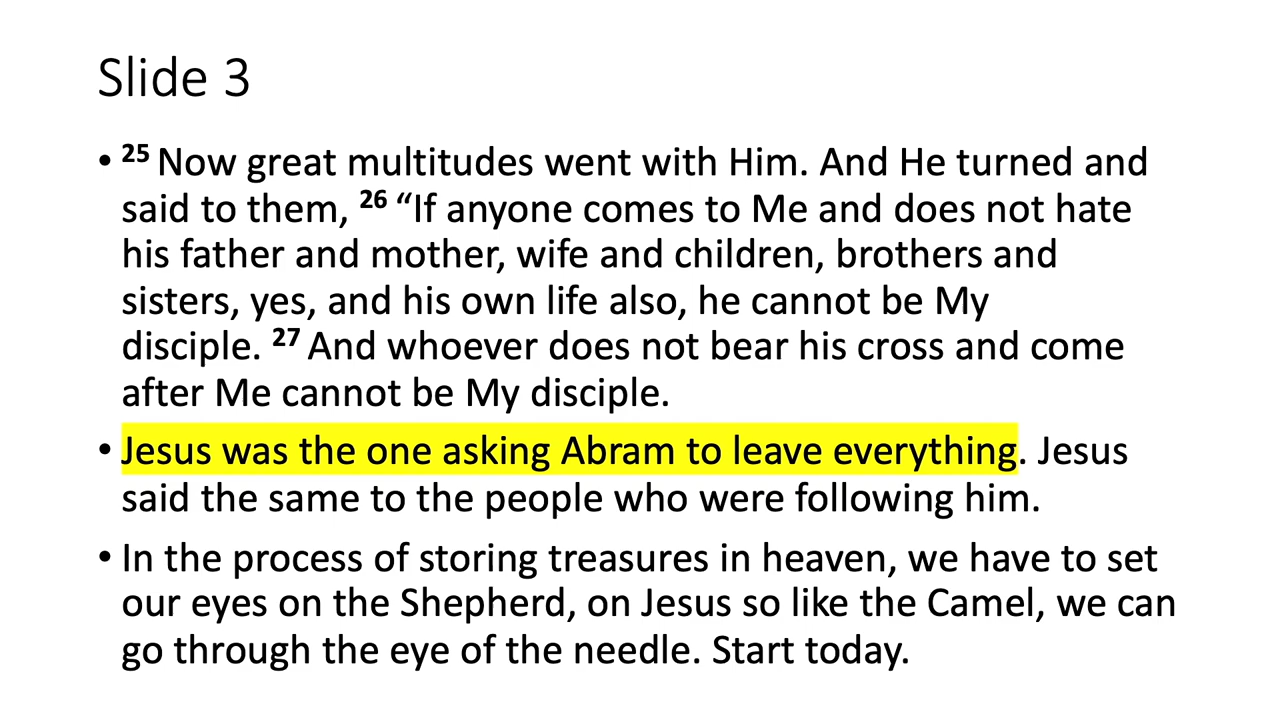 Slide 3
• 25 Now great multitudes went with Him. And He turned and
said to them, 26 “If anyone comes to Me and does not hate
his father and mother, wife and children, brothers and
sisters, yes, and his own life also, he cannot be My
disciple. 27 And whoever does not bear his cross and come
after Me cannot be My disciple.
• Jesus was the one asking Abram to leave everything. Jesus
said the same to the people who were following him.
• In the process of storing treasures in heaven, we have to set
our eyes on the Shepherd, on Jesus so like the Camel, we can
go through the eye of the needle. Start today.